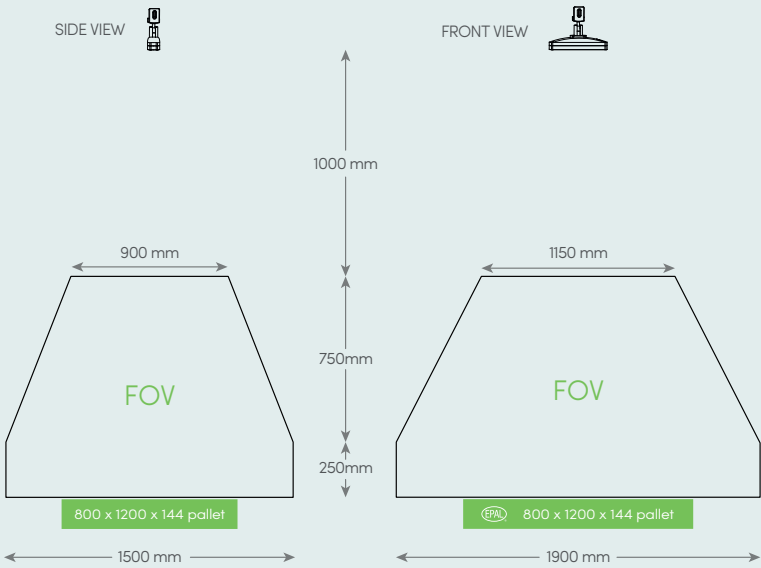 SIDE VIEW
FRONT VIEW
1000 mm
900 mm
1150 mm
750mm
FOV
FOV
250mm
800 x 1200 x 144 pallet
EPAL 800 x 1200 x 144 pallet
1500 mm
1900 mm